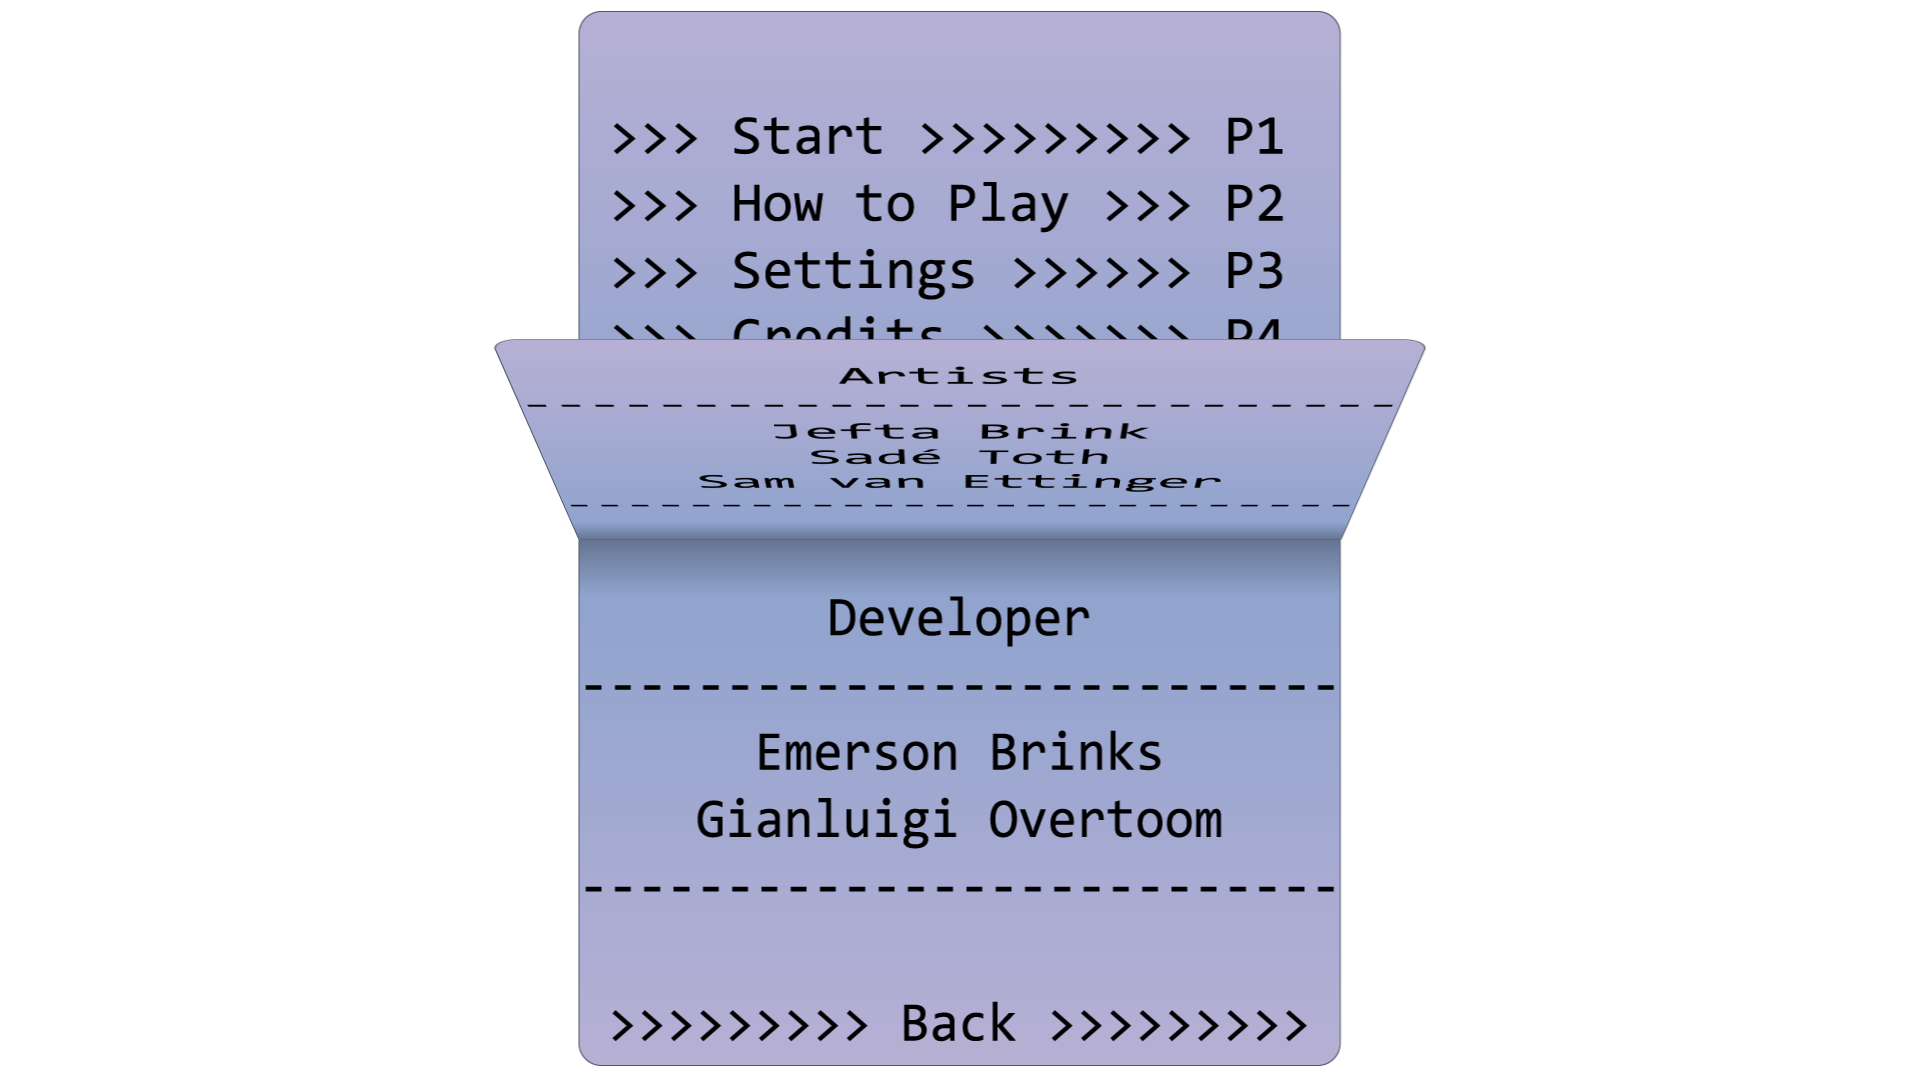 >>> Start >>>>>>>>> P1
>>> How to Play >>> P2
>>> Settings >>>>>> P3
>>> Credits >>>>>>> P4
Artists
--------------------------
Jefta Brink
Sadé Toth
Sam van Ettinger
--------------------------
Developer
--------------------------
Emerson Brinks
Gianluigi Overtoom
--------------------------
>>>>>>>>> Back >>>>>>>>>